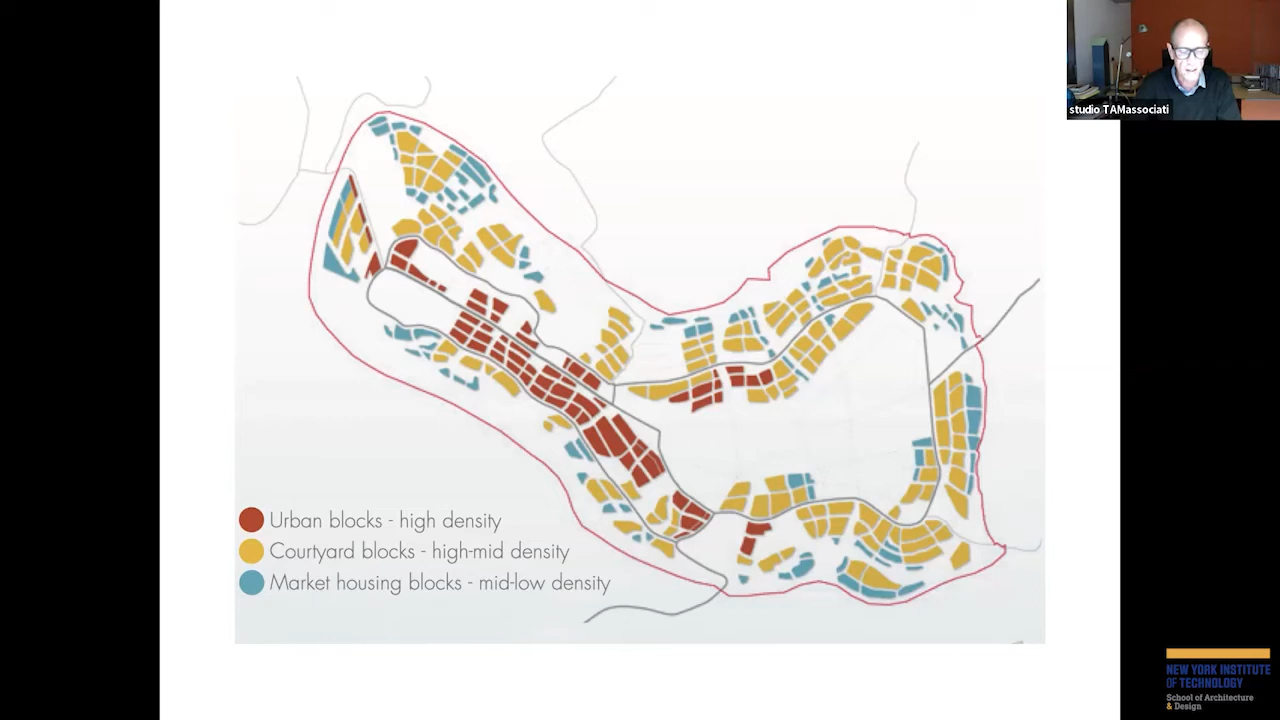 studio TAMassociati
Urban blocks - high density
Courtyard blocks - high-mid density
Market housing blocks - mid-low density
NEW YORK INSTITUTE
OF TECHNOLOGY
School of Architecture
& Design